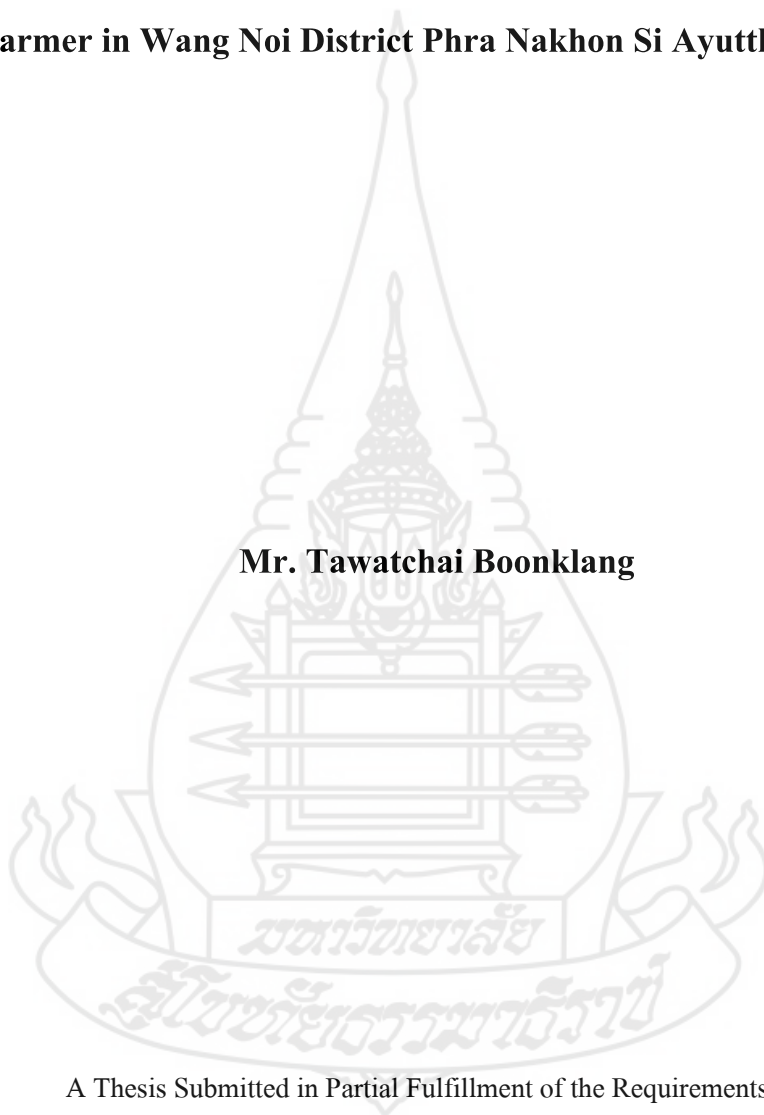 armer in Wang Noi District Phra Nakhon Si Ayutth
Mr. Tawatchai Boonklang
มหาวิทยาลัย
สุโขทัยธรรมาธิราช
A Thesis Submitted in Partial Fulfillment of the Requirements